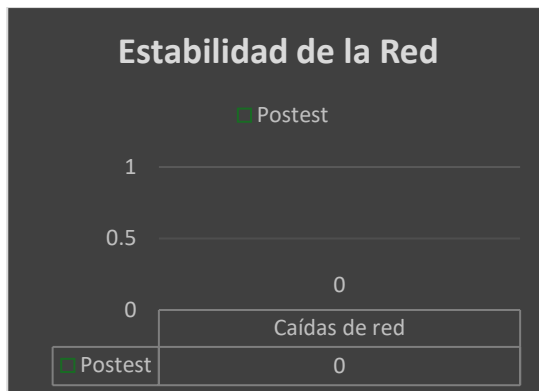 Estabilidad de la Red
Postest
1
0.5
0
0
Caídas de red
Postest 0